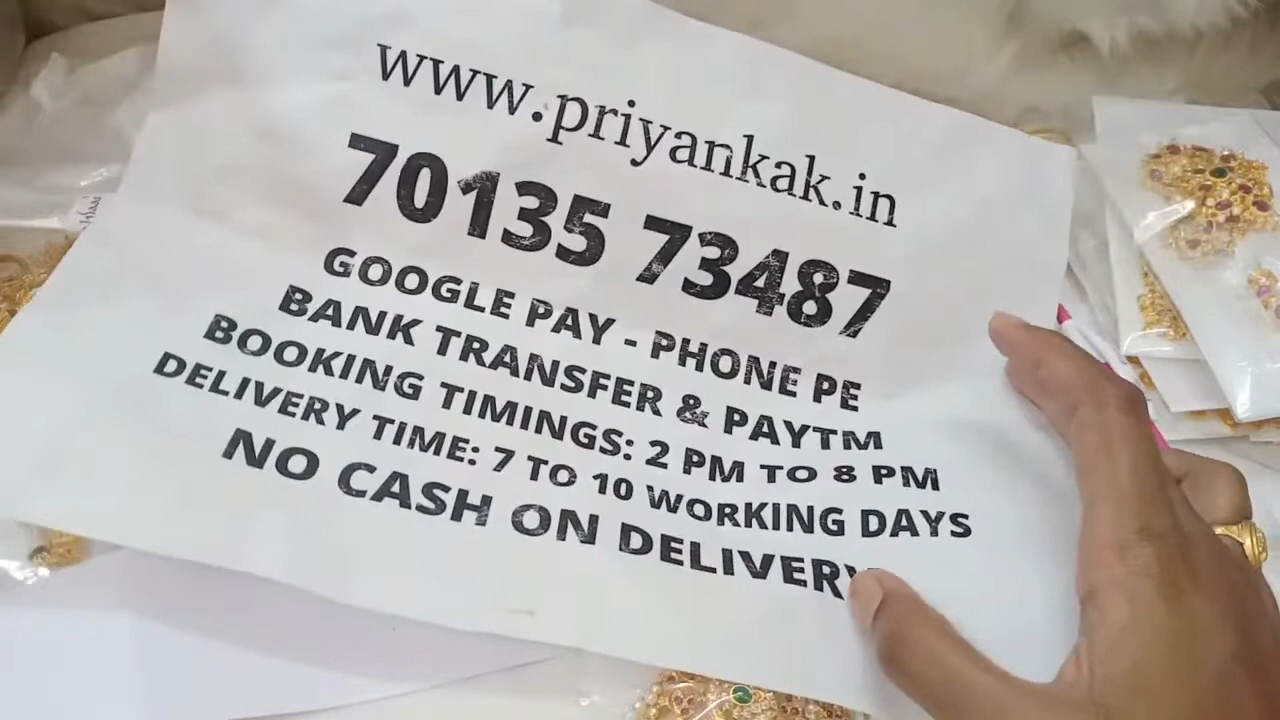 www.priyankak.in
70135 73487
GOOGLE PAY - PHONE PE
BANK TRANSFER & PAYTM
BOOKING TIMINGS: 2 PM TO 8 PM
DELIVERY TIME: 7 TO 10 WORKING DAYS
NO CASH ON DELIVERY